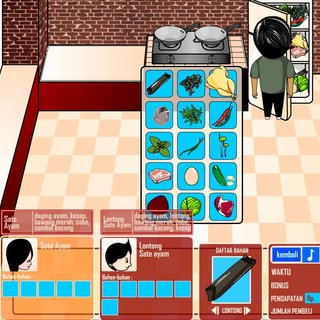 Sate
Ayam
daging ayam, kecap,
bawang merah, cabe,
sambal kacang
Lontong
Sate Ayam
daging ayam, lontong,
bawang merah, cabe,
sambal kacang, kecap
Sate Ayam
Bahan-bahan :
Lontong
Sate ayam
Bahan-bahan :
DAFTAR BAHAN
LONTONG
kembali
WAKTU
BONUS
PENDAPATAN Rp.
JUMLAH PEMBELI